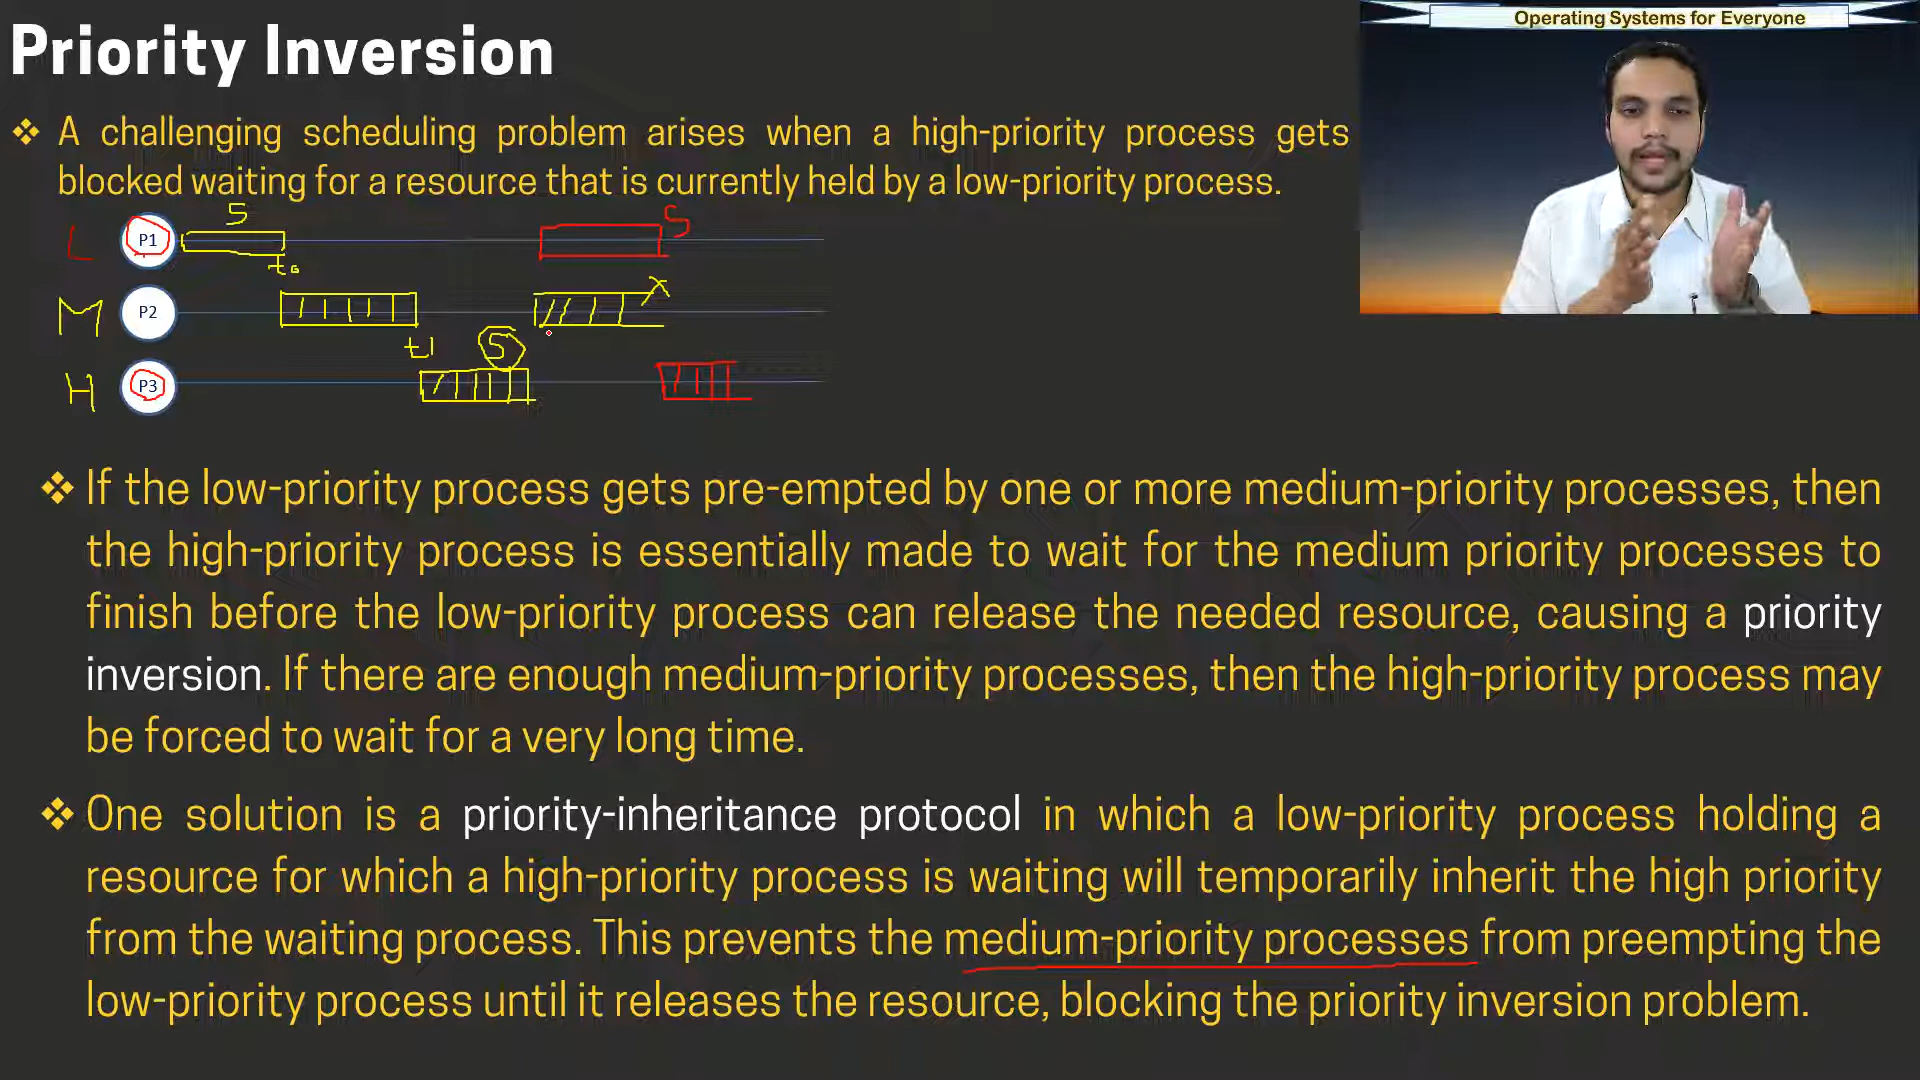 Operating Systems for Everyone
Priority Inversion
❖ A challenging scheduling problem arises when a high-priority process gets
blocked waiting for a resource that is currently held by a low-priority process.
S
S
L P1
t0
M P2
X
t1
S
H P3
❖ If the low-priority process gets pre-empted by one or more medium-priority processes, then
the high-priority process is essentially made to wait for the medium priority processes to
finish before the low-priority process can release the needed resource, causing a priority
inversion. If there are enough medium-priority processes, then the high-priority process may
be forced to wait for a very long time.
❖ One solution is a priority-inheritance protocol in which a low-priority process holding a
resource for which a high-priority process is waiting will temporarily inherit the high priority
from the waiting process. This prevents the medium-priority processes from preempting the
low-priority process until it releases the resource, blocking the priority inversion problem.